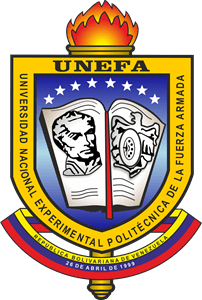 UNEFA
UNIVERSIDAD NACIONAL EXPERIMENTAL POLITÉCNICA DE LA FUERZA ARMADA
REPÚBLICA BOLIVARIANA DE VENEZUELA
26 DE ABRIL DE 1999